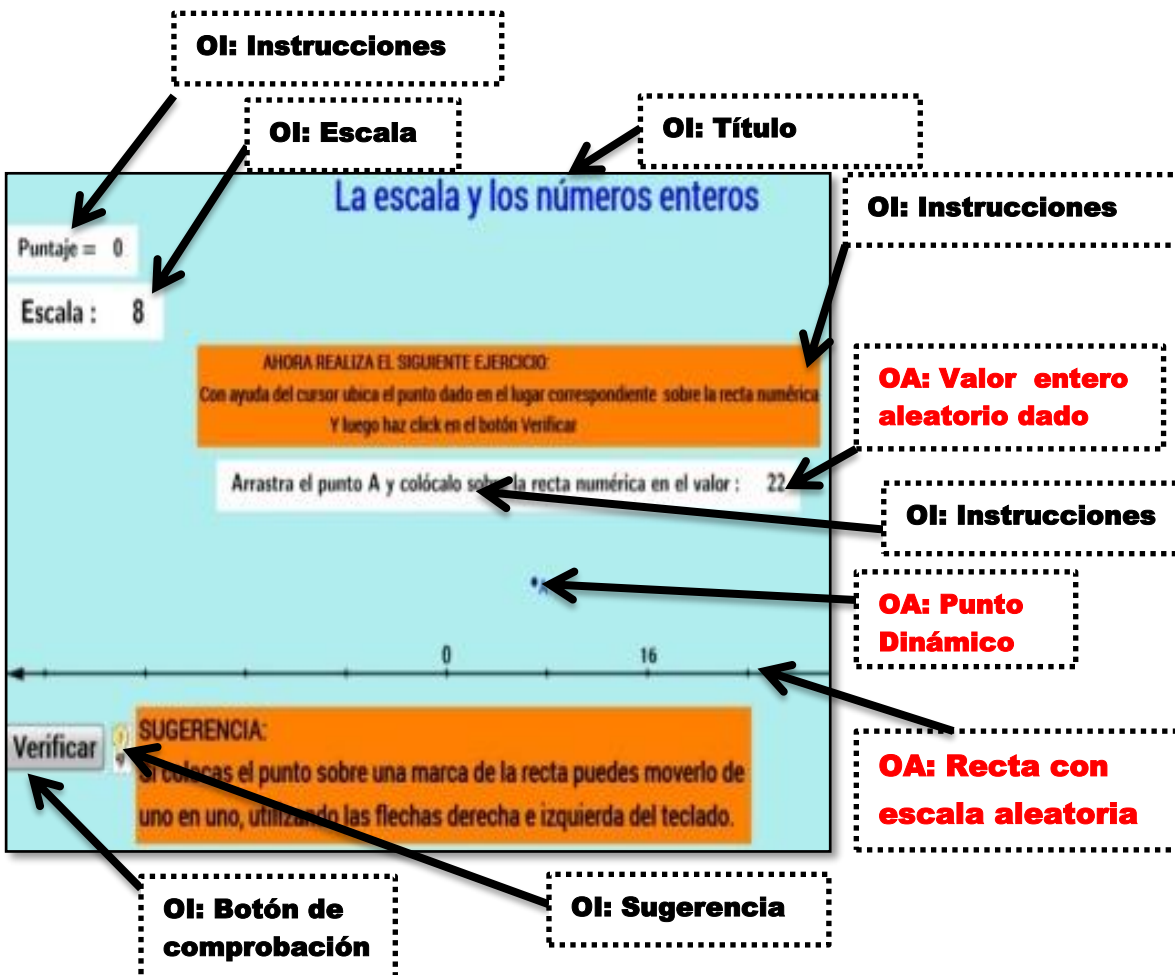 OI: Instrucciones
OI: Escala
OI: Título
La escala y los números enteros
OI: Instrucciones
Puntaje = 0
Escala : 8
AHORA REALIZA EL SIGUIENTE EJERCICIO:
Con ayuda del cursor ubica el punto dado en el lugar correspondiente sobre la recta numérica
Y luego haz click en el botón Verificar
OA: Valor entero
aleatorio dado
Arrastra el punto A y colócalo sobre la recta numérica en el valor : 22
OI: Instrucciones
OA: Punto
Dinámico
0 16
Verificar
SUGERENCIA:
Si colocas el punto sobre una marca de la recta puedes moverlo de
uno en uno, utilizando las flechas derecha e izquierda del teclado.
OA: Recta con
escala aleatoria
OI: Botón de
comprobación
OI: Sugerencia